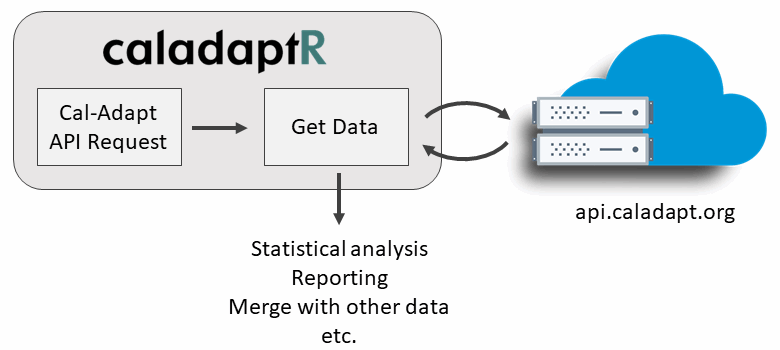 caladaptR
Cal-Adapt
API Request
Get Data
api.caladapt.org
Statistical analysis
Reporting
Merge with other data
etc.